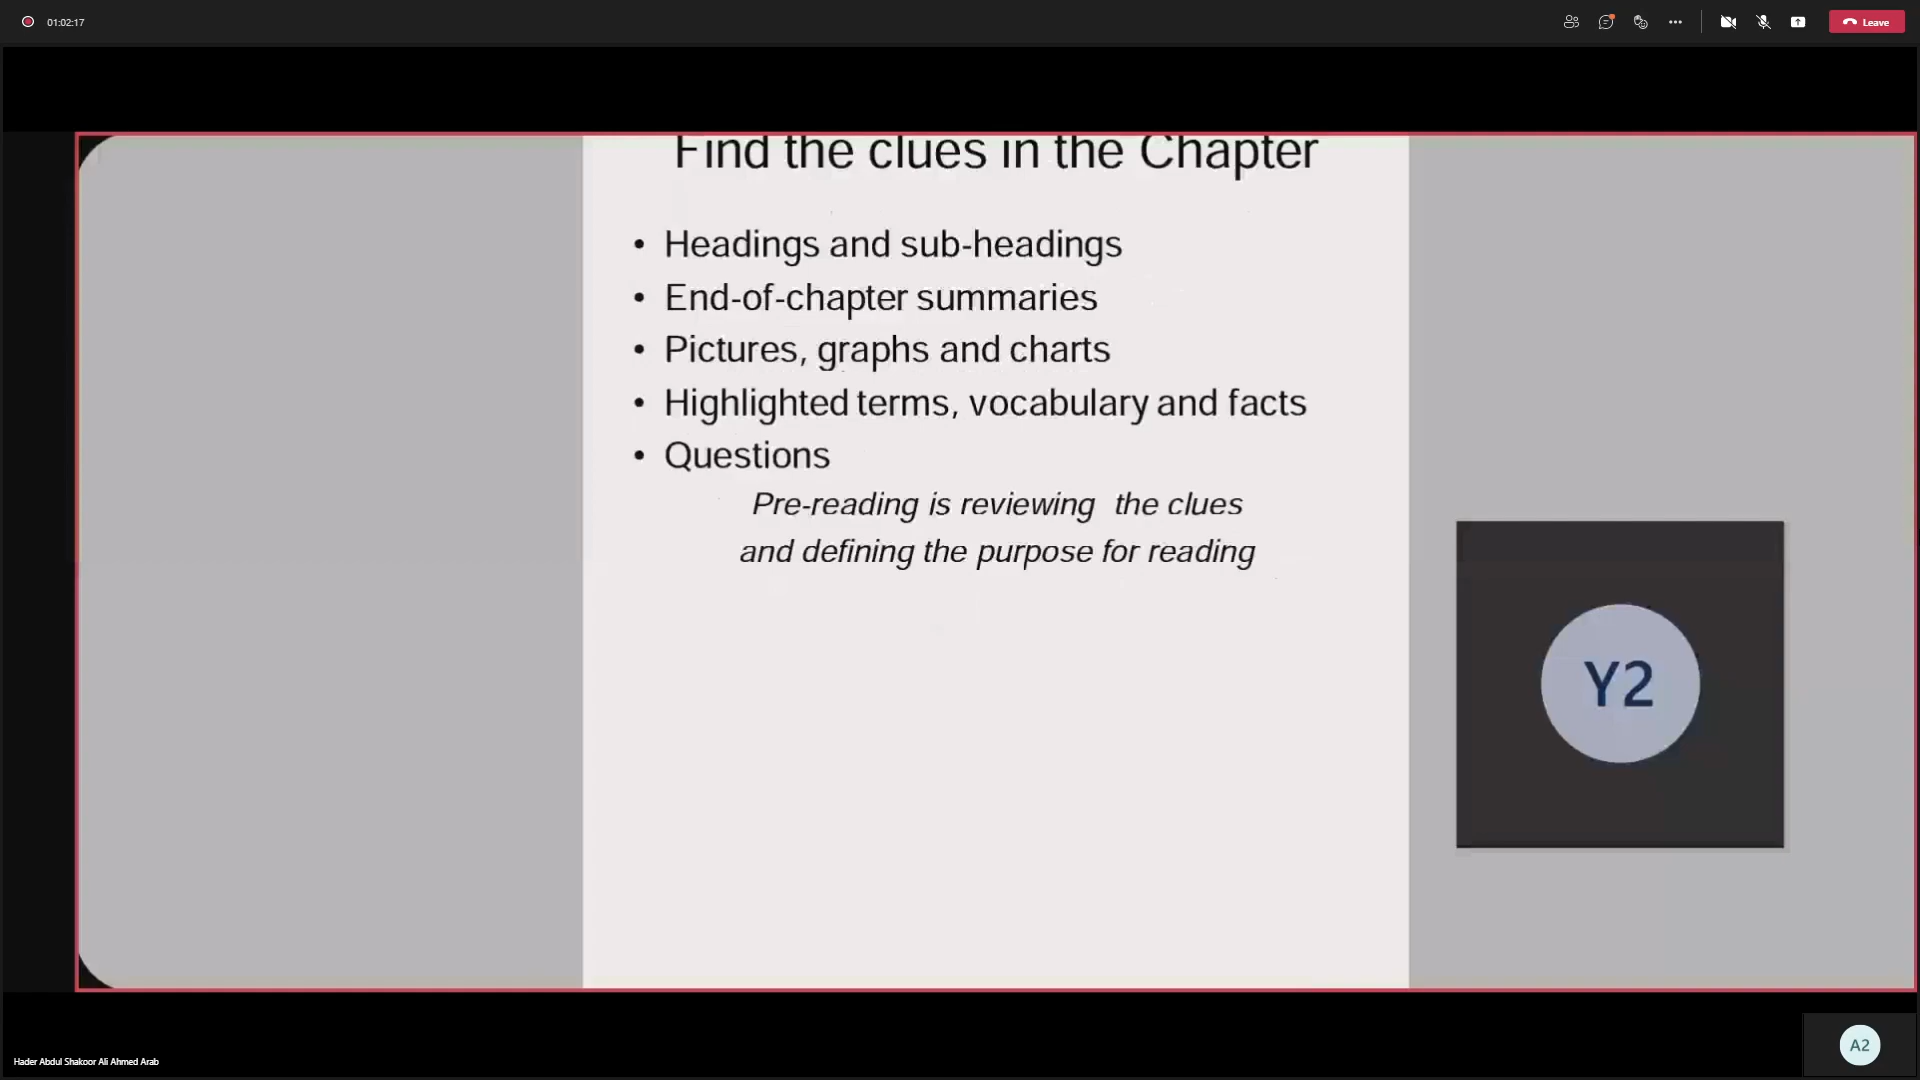 01:02:17
Leave
Find the clues in the Chapter
• Headings and sub-headings
• End-of-chapter summaries
• Pictures, graphs and charts
• Highlighted terms, vocabulary and facts
• Questions
Pre-reading is reviewing the clues
and defining the purpose for reading
Y2
Hader Abdul Shakoor Ali Ahmed Arab
A2